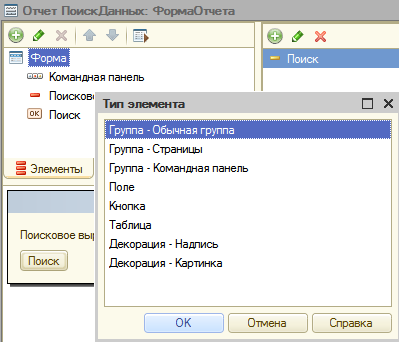 Отчет ПоискДанных: ФормаОтчета
Форма
Командная панель
Поисково
OK Поиск
Элементы
Поиск
Тип элемента
Группа - Обычная группа
Группа - Страницы
Группа - Командная панель
Поле
Кнопка
Таблица
Декорация - Надпись
Декорация - Картинка
OK Отмена Справка
Поисковое выр
Поиск